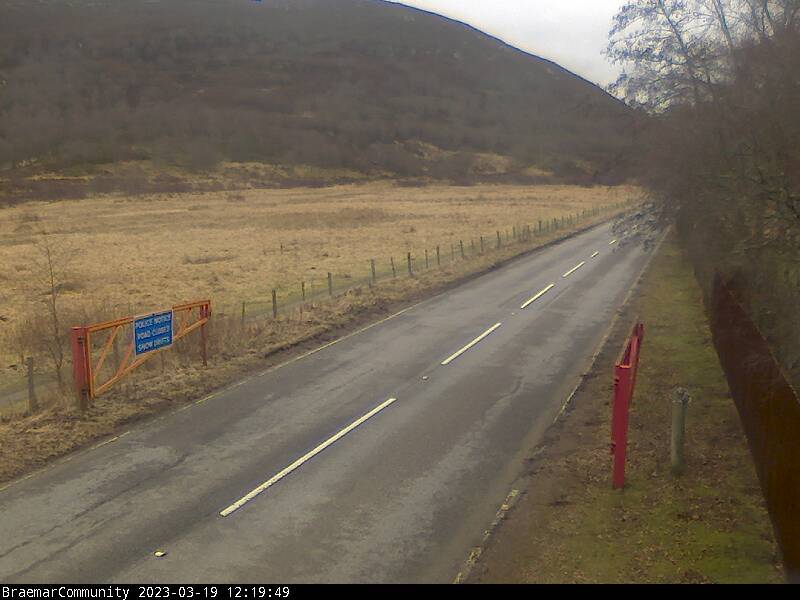 POLICE NOTICE
ROAD CLOSED
SNOW DRIFTS
BraemarCommunity 2023-03-19 12:19:49